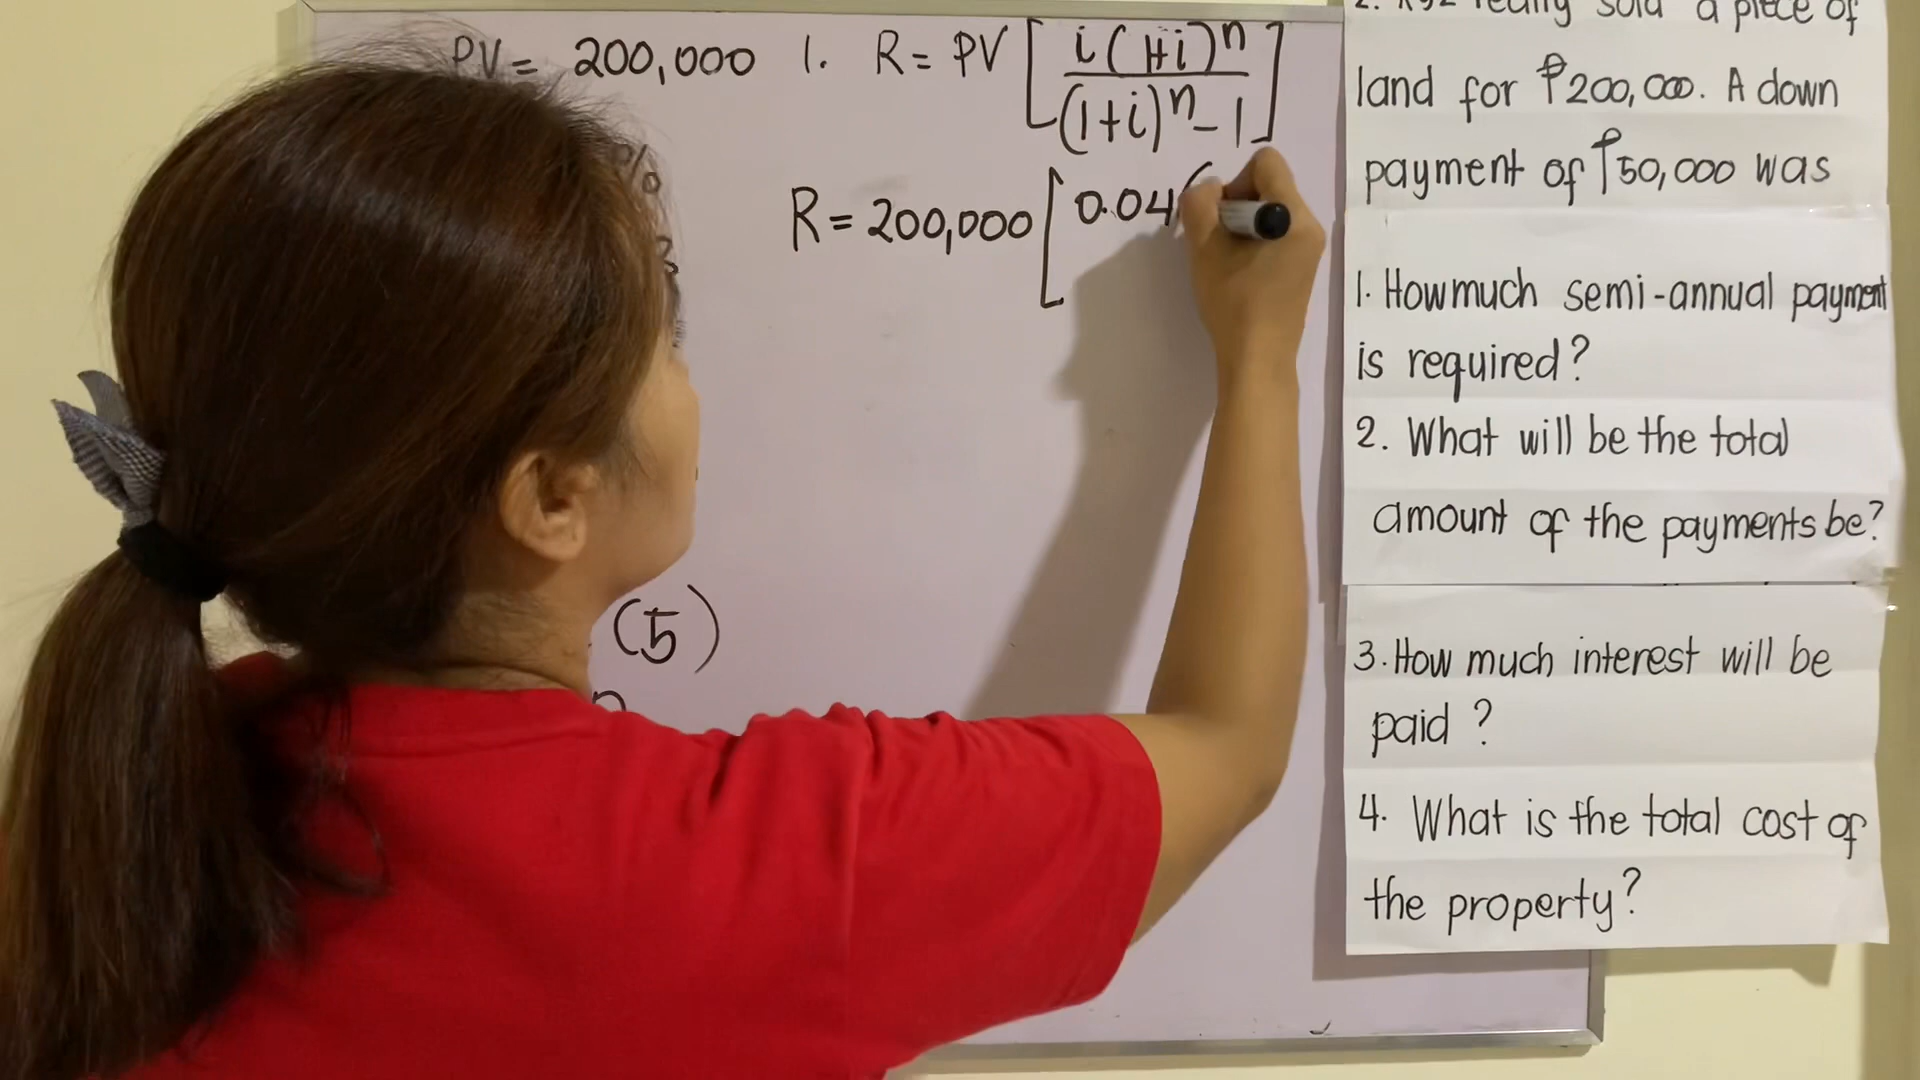 PV = 200,000
1. R = PV [ i(1+i)^n / (1+i)^n - 1 ]
%
R = 200,000 [ 0.04(
(5)
land for ₱200,000. A down
payment of ₱50,000 was
1. How much semi-annual payment
is required?
2. What will be the total
amount of the payments be?
3. How much interest will be
paid?
4. What is the total cost of
the property?